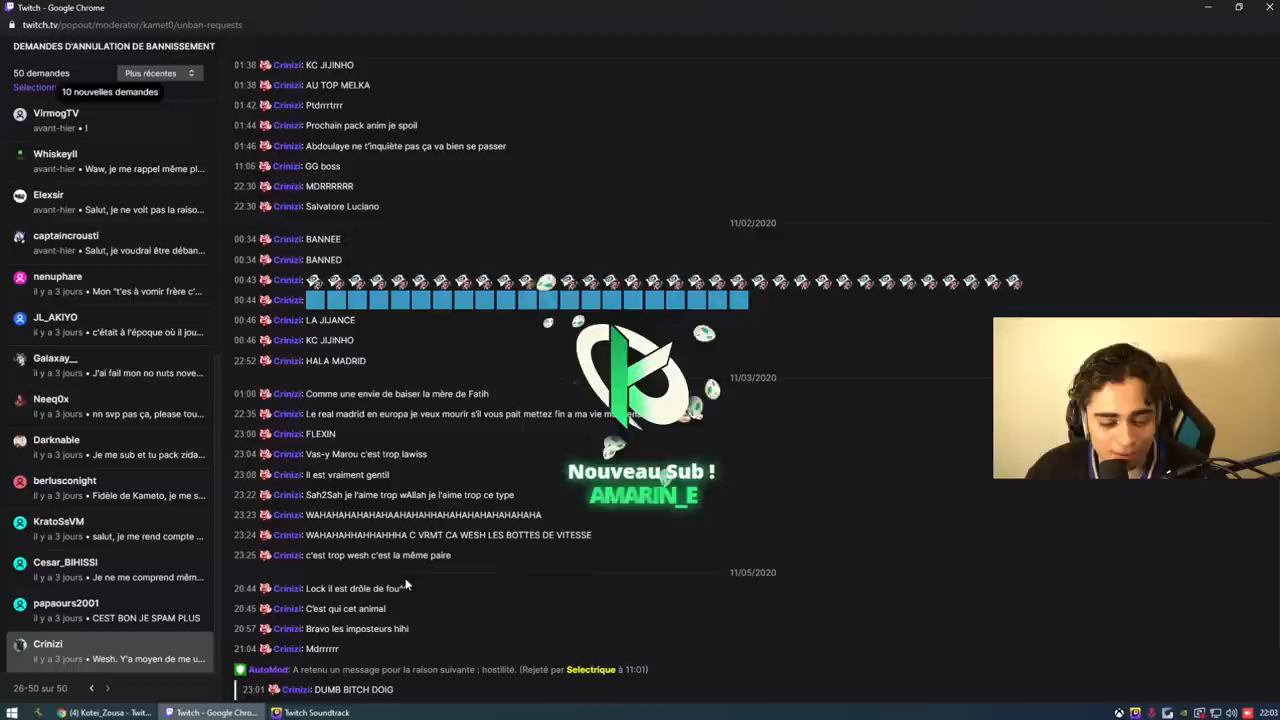 Twitch - Google Chrome
twitch.tv/popout/moderator/kamet0/unban-requests
DEMANDES D'ANNULATION DE BANNISSEMENT
50 demandes
Plus récentes
Sélectionn
10 nouvelles demandes
VirmogTV
avant-hier • !
Whiskeyll
avant-hier • Waw, je me rappel même pl...
Elexsir
avant-hier • Salut, je ne voit pas la raiso...
captaincrousti
avant-hier • Salut, je voudrai être déban...
nenuphare
il y a 3 jours • Mon "t'es à vomir frère c'...
JL_AKIYO
il y a 3 jours • c'était à l'époque où il jou...
Galaxay__
il y a 3 jours • J'ai fail mon no nuts nove...
Neeq0x
il y a 3 jours • nn svp pas ça, please tou...
Darknable
il y a 3 jours • Je me sub et tu pack zida...
berlusconight
il y a 3 jours • Fidèle de Kameto, je me s...
KratoSsVM
il y a 3 jours • salut, je me rend compte ...
Cesar_BIHISSI
il y a 3 jours • Je ne me comprend mêm...
papaours2001
il y a 3 jours • CEST BON JE SPAM PLUS
Crinizi
il y a 3 jours • Wesh. Y'a moyen de me u...
26-50 sur 50
01:38 Crinizi: KC JIJINHO
01:38 Crinizi: AU TOP MELKA
01:42 Crinizi: Ptdrrrtrrr
01:44 Crinizi: Prochain pack anim je spoil
01:46 Crinizi: Abdoulaye ne t'inquiète pas ça va bien se passer
11:06 Crinizi: GG boss
22:30 Crinizi: MDRRRRRR
22:30 Crinizi: Salvatore Luciano
11/02/2020
00:34 Crinizi: BANNEE
00:34 Crinizi: BANNED
00:43 Crinizi:
00:44 Crinizi:
00:46 Crinizi: LA JIJANCE
00:46 Crinizi: KC JIJINHO
22:52 Crinizi: HALA MADRID
11/03/2020
01:00 Crinizi: Comme une envie de baiser la mère de Fatih
22:35 Crinizi: Le real madrid en europa je veux mourir s'il vous pait mettez fin a ma vie
23:00 Crinizi: FLEXIN
23:04 Crinizi: Vas-y Marou c'est trop lawiss
23:08 Crinizi: Il est vraiment gentil
23:22 Crinizi: Sah2Sah je l'aime trop wAllah je l'aime trop ce type
23:23 Crinizi: WAHAHAHAHAHAAHAHAHHAHAHAHAHAHAHAHA
23:24 Crinizi: WAHAHAHHAHHAHHHA C VRMT CA WESH LES BOTTES DE VITESSE
23:25 Crinizi: c'est trop wesh c'est la même paire
11/05/2020
20:44 Crinizi: Lock il est drôle de fou
20:45 Crinizi: C'est qui cet animal
20:57 Crinizi: Bravo les imposteurs hihi
21:04 Crinizi: Mdrrrrrr
AutoMod: A retenu un message pour la raison suivante : hostilité. (Rejeté par Selectrique à 11:01)
23:01 Crinizi: DUMB BITCH DOIG
Nouveau Sub !
AMARIN_E
(4) Kotei_Zousa - Twit...
Twitch - Google Chro...
Twitch Soundtrack
22:03